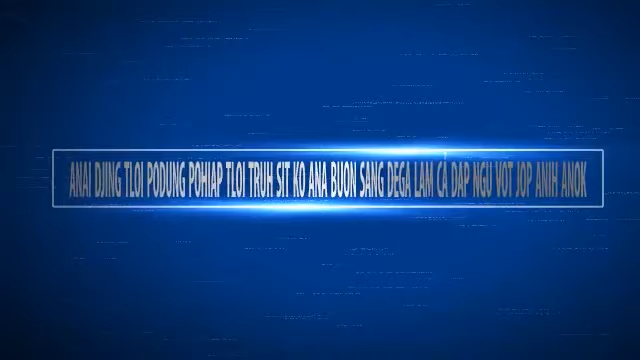 ANAI DJING TLOI PODUNG POHIAP TLOI TRUH SIT KO ANA BUON SANG DEGA LAM CA DAP NGU VOT JOP ANIH ANOK